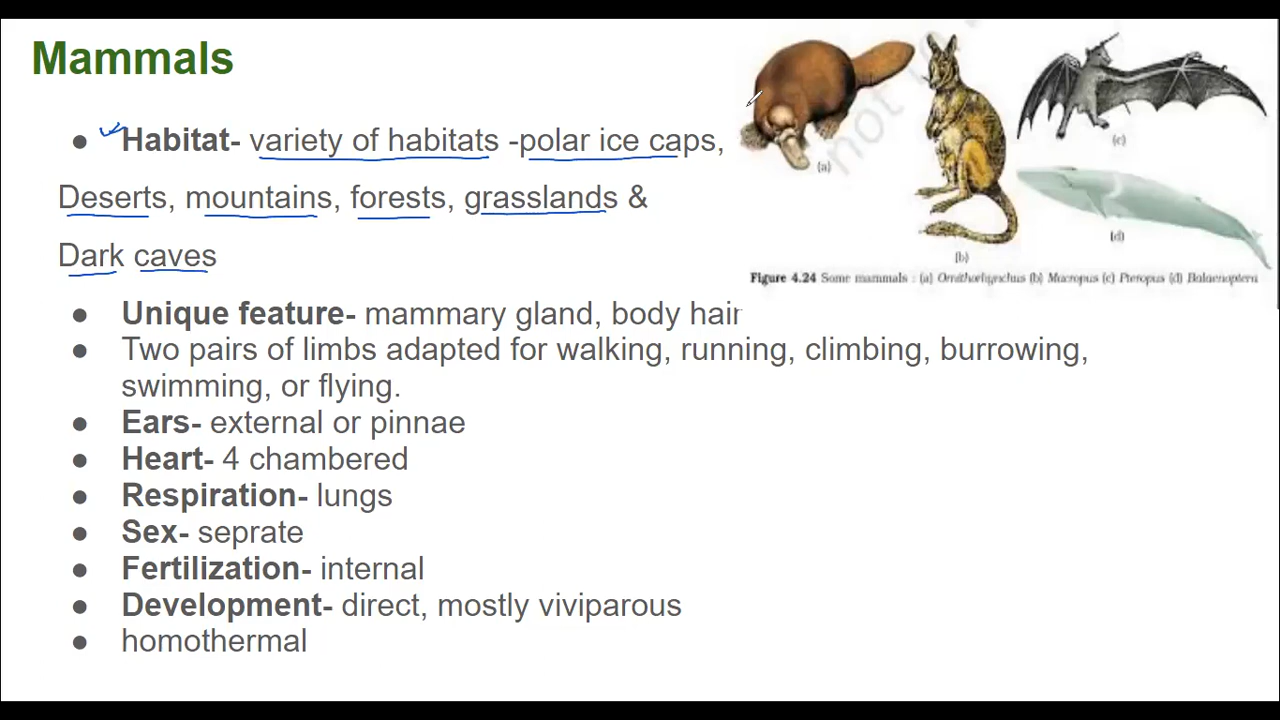 Mammals
● Habitat- variety of habitats -polar ice caps,
Deserts, mountains, forests, grasslands &
Dark caves
● Unique feature- mammary gland, body hair
● Two pairs of limbs adapted for walking, running, climbing, burrowing,
swimming, or flying.
● Ears- external or pinnae
● Heart- 4 chambered
● Respiration- lungs
● Sex- seprate
● Fertilization- internal
● Development- direct, mostly viviparous
● homothermal
not
(a)
(b)
(c)
(d)
Figure 4.24 Some mammals : (a) Ornithorhynchus (b) Macropus (c) Pteropus (d) Balaenoptera